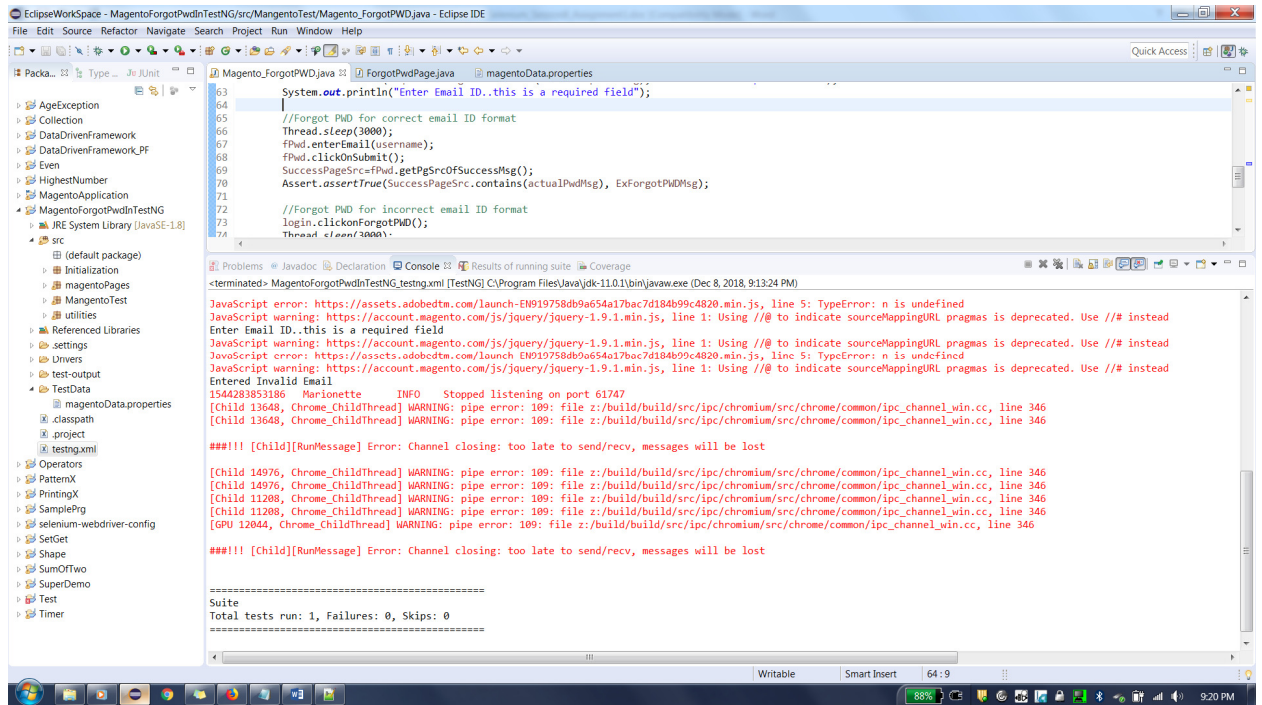 EclipseWorkSpace - MagentoForgotPwdInTestNG/src/MangentoTest/Magento_ForgotPWD.java - Eclipse IDE
File Edit Source Refactor Navigate Search Project Run Window Help
Quick Access
Packa... Type ... JUnit
AgeException
Collection
DataDrivenFramework
DataDrivenFramework_PF
Even
HighestNumber
MagentoApplication
MagentoForgotPwdInTestNG
JRE System Library [JavaSE-1.8]
src
(default package)
Initialization
magentoPages
MangentoTest
utilities
Referenced Libraries
.settings
Drivers
test-output
TestData
magentoData.properties
.classpath
.project
testng.xml
Operators
PatternX
PrintingX
SamplePrg
selenium-webdriver-config
SetGet
Shape
SumOfTwo
SuperDemo
Test
Timer
Magento_ForgotPWD.java ForgotPwdPage.java magentoData.properties
63 System.out.println("Enter Email ID..this is a required field");
64
65 //Forgot PWD for correct email ID format
66 Thread.sleep(3000);
67 fPwd.enterEmail(username);
68 fPwd.clickOnSubmit();
69 SuccessPageSrc=fPwd.getPgSrcOfSuccessMsg();
70 Assert.assertTrue(SuccessPageSrc.contains(actualPwdMsg), ExForgotPWDMsg);
71
72 //Forgot PWD for incorrect email ID format
73 login.clickonForgotPWD();
74 Thread.sleep(3000);
Problems Javadoc Declaration Console Results of running suite Coverage
<terminated> MagentoForgotPwdInTestNG_testng.xml [TestNG] C:\Program Files\Java\jdk-11.0.1\bin\javaw.exe (Dec 8, 2018, 9:13:24 PM)
JavaScript error: https://assets.adobedtm.com/launch-EN919758db9a654a17bac7d184b99c4820.min.js, line 5: TypeError: n is undefined
JavaScript warning: https://account.magento.com/js/jquery/jquery-1.9.1.min.js, line 1: Using //@ to indicate sourceMappingURL pragmas is deprecated. Use //# instead
Enter Email ID..this is a required field
JavaScript warning: https://account.magento.com/js/jquery/jquery-1.9.1.min.js, line 1: Using //@ to indicate sourceMappingURL pragmas is deprecated. Use //# instead
JavaScript error: https://assets.adobedtm.com/launch-EN919758db9a654a17bac7d184b99c4820.min.js, line 5: TypeError: n is undefined
JavaScript warning: https://account.magento.com/js/jquery/jquery-1.9.1.min.js, line 1: Using //@ to indicate sourceMappingURL pragmas is deprecated. Use //# instead
Entered Invalid Email
1544283853186 Marionette INFO Stopped listening on port 61747
[Child 13648, Chrome_ChildThread] WARNING: pipe error: 109: file z:/build/build/src/ipc/chromium/src/chrome/common/ipc_channel_win.cc, line 346
[Child 13648, Chrome_ChildThread] WARNING: pipe error: 109: file z:/build/build/src/ipc/chromium/src/chrome/common/ipc_channel_win.cc, line 346
###!!! [Child][RunMessage] Error: Channel closing: too late to send/recv, messages will be lost
[Child 14976, Chrome_ChildThread] WARNING: pipe error: 109: file z:/build/build/src/ipc/chromium/src/chrome/common/ipc_channel_win.cc, line 346
[Child 14976, Chrome_ChildThread] WARNING: pipe error: 109: file z:/build/build/src/ipc/chromium/src/chrome/common/ipc_channel_win.cc, line 346
[Child 11208, Chrome_ChildThread] WARNING: pipe error: 109: file z:/build/build/src/ipc/chromium/src/chrome/common/ipc_channel_win.cc, line 346
[Child 11208, Chrome_ChildThread] WARNING: pipe error: 109: file z:/build/build/src/ipc/chromium/src/chrome/common/ipc_channel_win.cc, line 346
[GPU 12044, Chrome_ChildThread] WARNING: pipe error: 109: file z:/build/build/src/ipc/chromium/src/chrome/common/ipc_channel_win.cc, line 346
###!!! [Child][RunMessage] Error: Channel closing: too late to send/recv, messages will be lost
===============================================
Suite
Total tests run: 1, Failures: 0, Skips: 0
===============================================
Writable Smart Insert 64 : 9
88% 9:20 PM